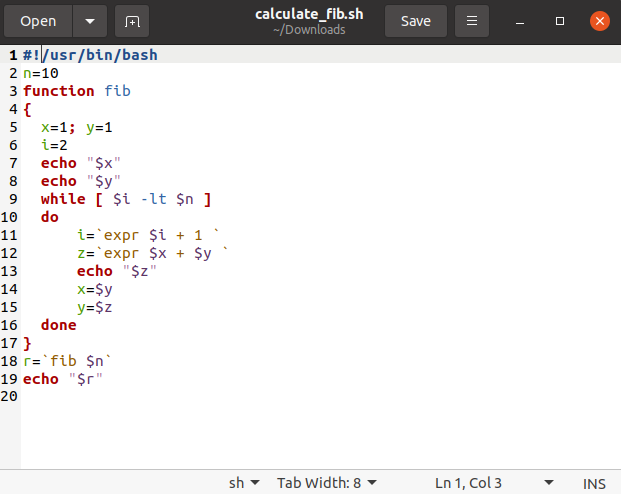 Open
calculate_fib.sh
~/Downloads
Save
1 #!/usr/bin/bash
2 n=10
3 function fib
4 {
5   x=1; y=1
6   i=2
7   echo "$x"
8   echo "$y"
9   while [ $i -lt $n ]
10   do
11       i=`expr $i + 1 `
12       z=`expr $x + $y `
13       echo "$z"
14       x=$y
15       y=$z
16   done
17 }
18 r=`fib $n`
19 echo "$r"
20
sh Tab Width: 8 Ln 1, Col 3 INS